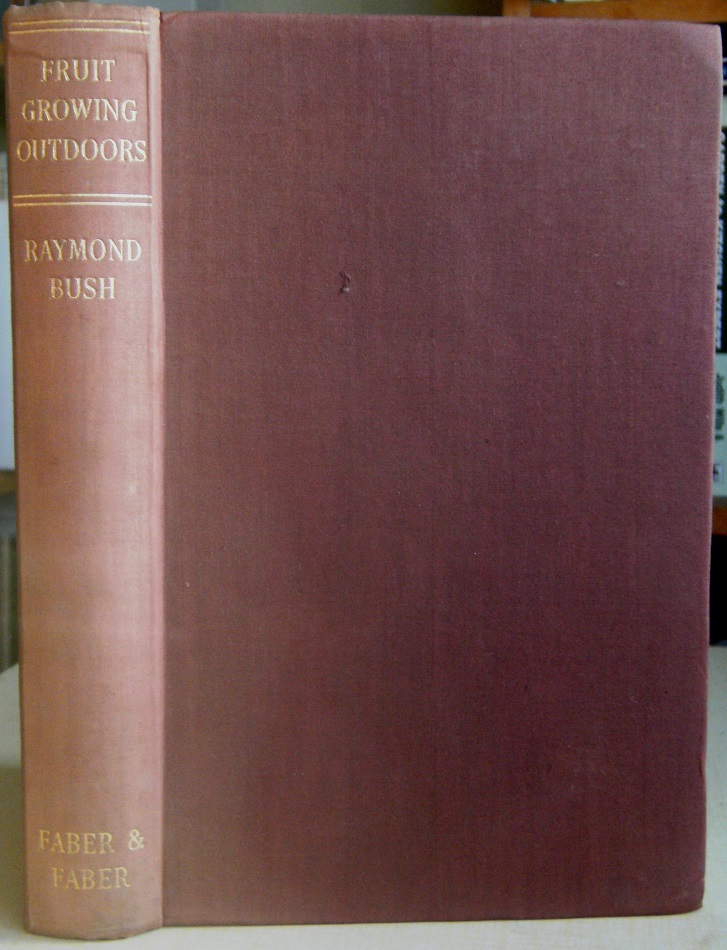 FRUIT
GROWING
OUTDOORS
RAYMOND
BUSH
FABER &
FABER